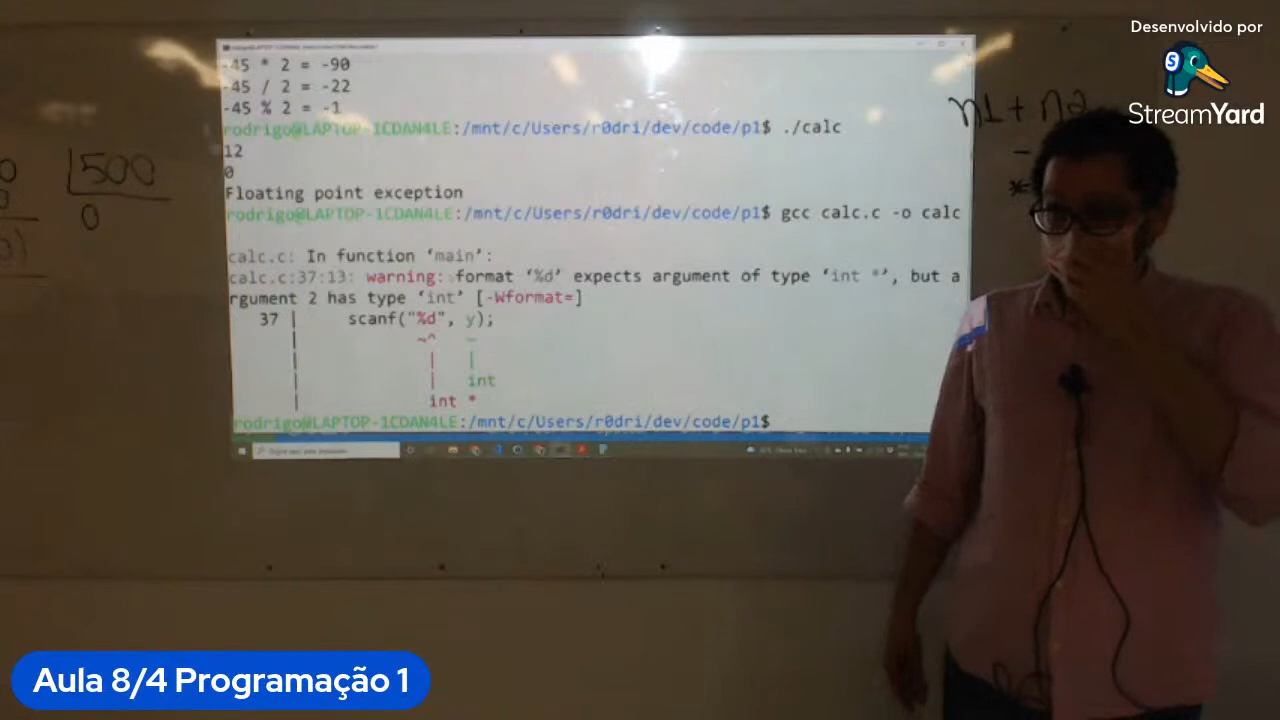 Desenvolvido por
StreamYard
-45 * 2 = -90
-45 / 2 = -22
-45 % 2 = -1
rodrigo@LAPTOP-1CDAN4LE:/mnt/c/Users/r0dri/dev/code/p1$ ./calc
12
0
Floating point exception
rodrigo@LAPTOP-1CDAN4LE:/mnt/c/Users/r0dri/dev/code/p1$ gcc calc.c -o calc
calc.c: In function ‘main’:
calc.c:37:13: warning: format ‘%d’ expects argument of type ‘int *’, but a
rgument 2 has type ‘int’ [-Wformat=]
37 | scanf("%d", y);
| ~^ ~
| | |
| | int
| int *
rodrigo@LAPTOP-1CDAN4LE:/mnt/c/Users/r0dri/dev/code/p1$
n1 + n2
-
*
500
0
Aula 8/4 Programação 1